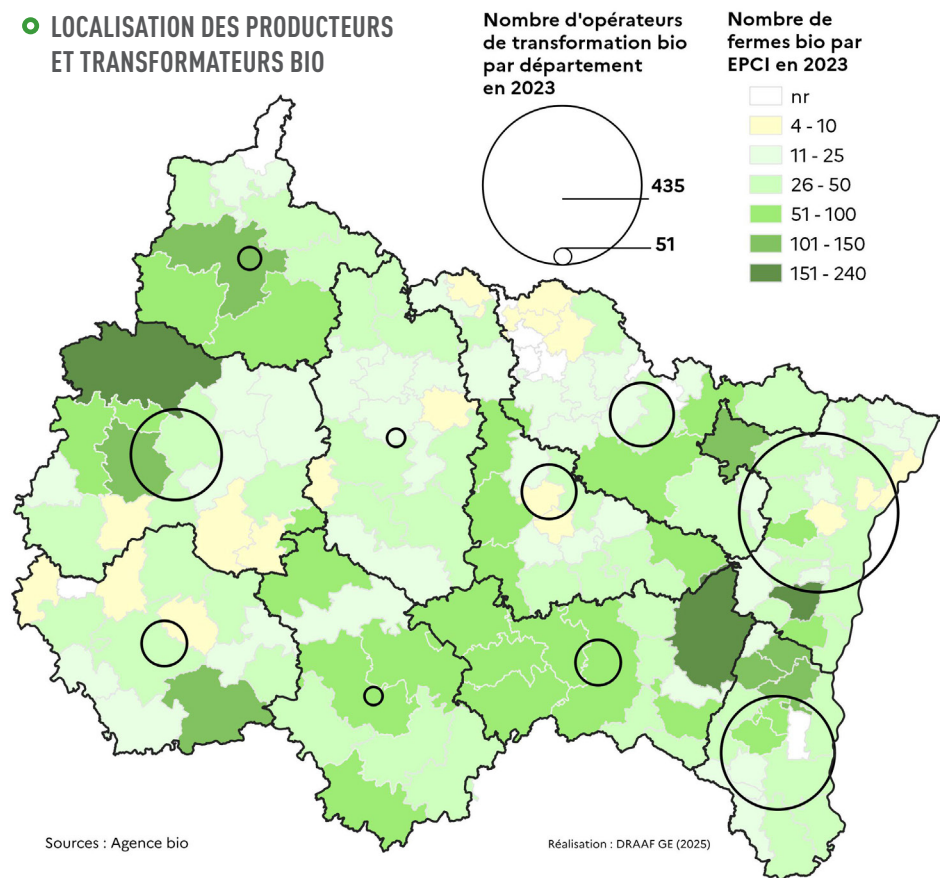 LOCALISATION DES PRODUCTEURS
ET TRANSFORMATEURS BIO
Nombre d'opérateurs
de transformation bio
par département
en 2023
435
51
Nombre de
fermes bio par
EPCI en 2023
nr
4 - 10
11 - 25
26 - 50
51 - 100
101 - 150
151 - 240
Sources : Agence bio
Réalisation : DRAAF GE (2025)